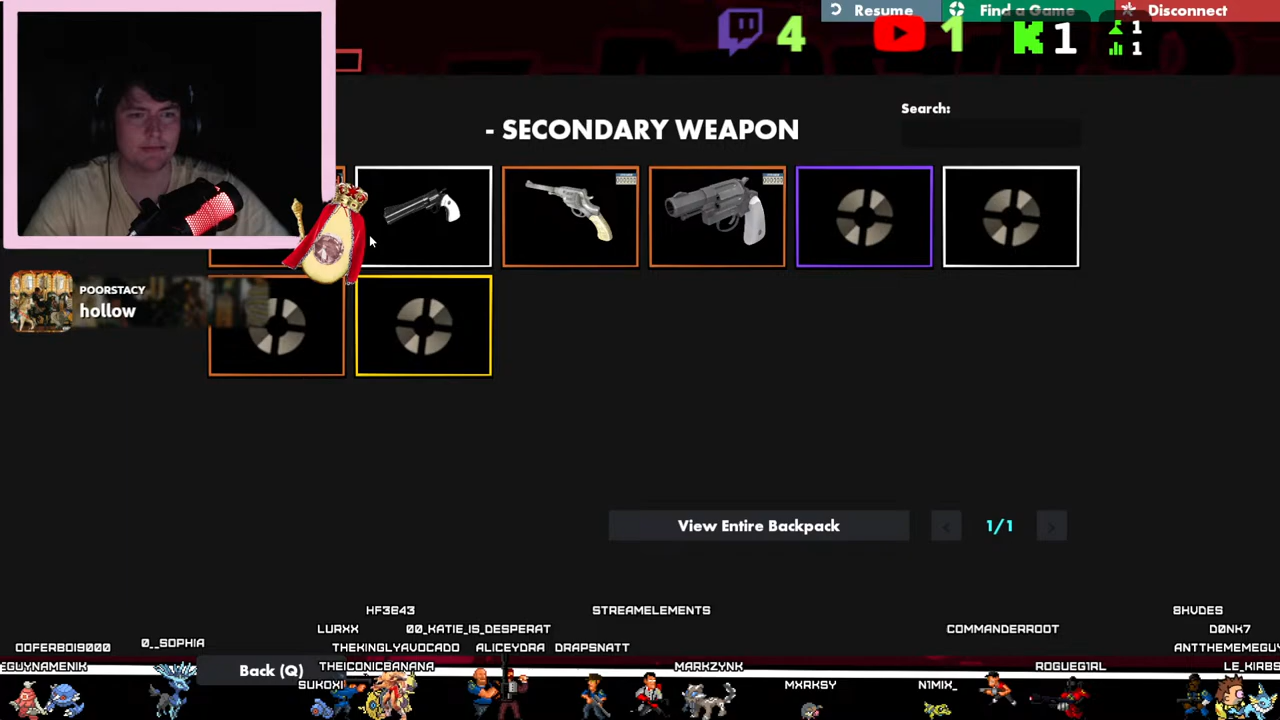 Resume
Find a Game
Disconnect
4
1
1
1
1
Search:
- SECONDARY WEAPON
POORSTACY
hollow
View Entire Backpack
1/1
HF3643
STREAMELEMENTS
8HVDES
LURXX
00_KATIE_IS_DESPERAT
COMMANDERROOT
D0NK7
OOFERBOI9000
0__SOPHIA
THEKINGLYAVOCADO
ALICEYDRA
DRAPSNATT
ANTTHEMEMEGUY
EGUYNAMENIK
Back (Q)
THEICONICBANANA
MARKZYNK
ROGUEG1RL
LE_KIRBS
SUKOXI
MXRKSY
N1MIX_